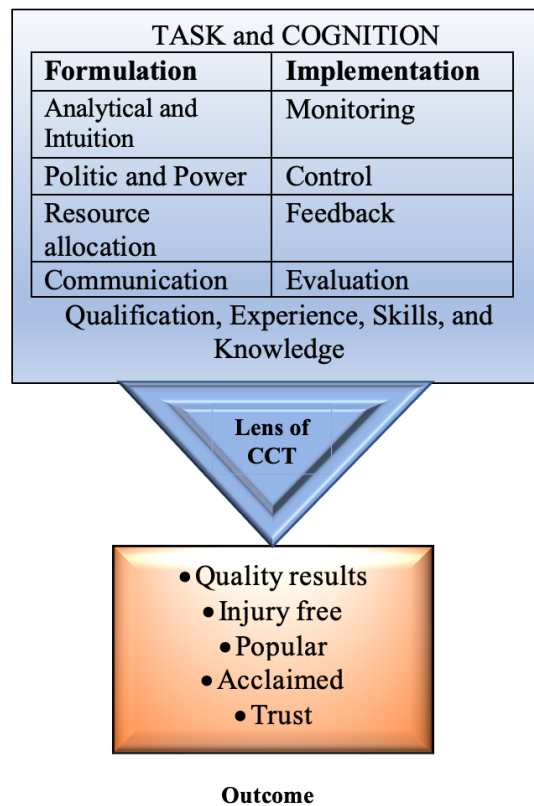 TASK and COGNITION
Formulation Implementation
Analytical and Intuition Monitoring
Politic and Power Control
Resource allocation Feedback
Communication Evaluation
Qualification, Experience, Skills, and
Knowledge
Lens of
CCT
• Quality results
• Injury free
• Popular
• Acclaimed
• Trust
Outcome